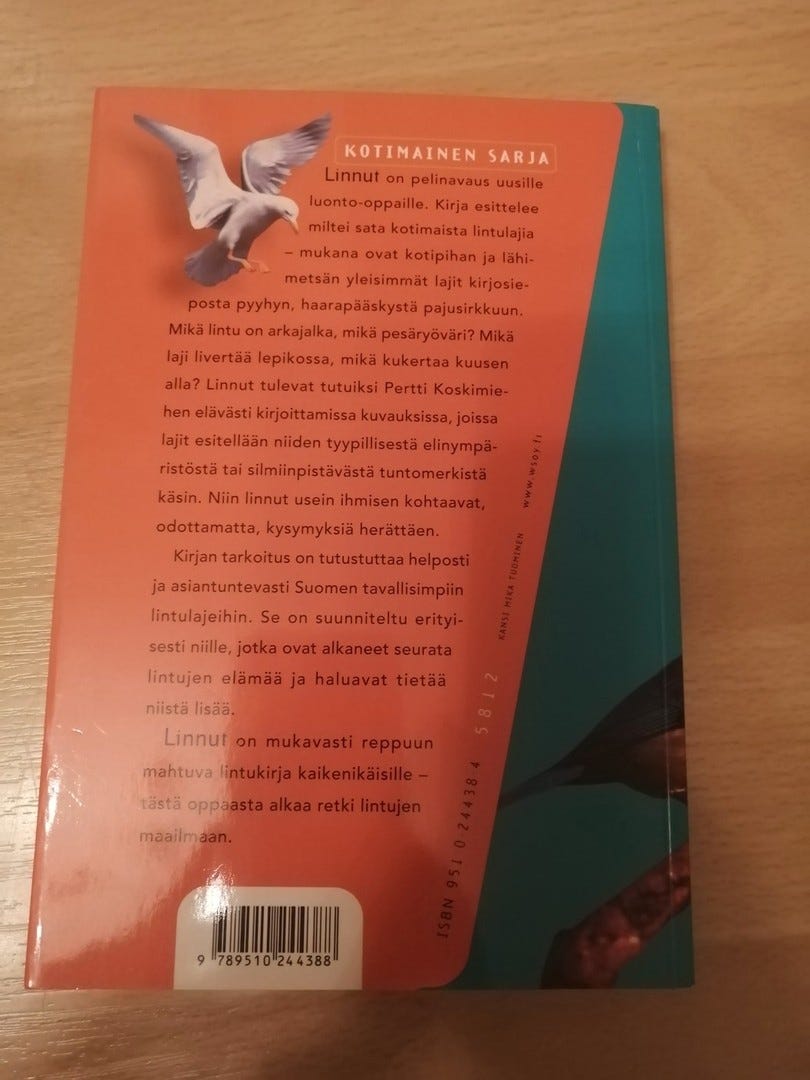 KOTIMAINEN SARJA
Linnut on pelinavaus uusille
luonto-oppaille. Kirja esittelee
miltei sata kotimaista lintulajia
– mukana ovat kotipihan ja lähi-
metsän yleisimmät lajit kirjosie-
posta pyyhyn, haarapääskystä pajusirkkuun.
Mikä lintu on arkajalka, mikä pesäryöväri? Mikä
laji livertää lepikossa, mikä kukertaa kuusen
alla? Linnut tulevat tutuiksi Pertti Koskimie-
hen elävästi kirjoittamissa kuvauksissa, joissa
lajit esitellään niiden tyypillisestä elinympä-
ristöstä tai silmiinpistävästä tuntomerkistä
käsin. Niin linnut usein ihmisen kohtaavat,
odottamatta, kysymyksiä herättäen.
Kirjan tarkoitus on tutustuttaa helposti
ja asiantuntevasti Suomen tavallisimpiin
lintulajeihin. Se on suunniteltu erityi-
sesti niille, jotka ovat alkaneet seurata
lintujen elämää ja haluavat tietää
niistä lisää.
Linnut on mukavasti reppuun
mahtuva lintukirja kaikenikäisille –
tästä oppaasta alkaa retki lintujen
maailmaan.
www.wsoy.fi
KANSI MIKA TUOMINEN
5812
ISBN 951 0 24438 4
9 789510 244388